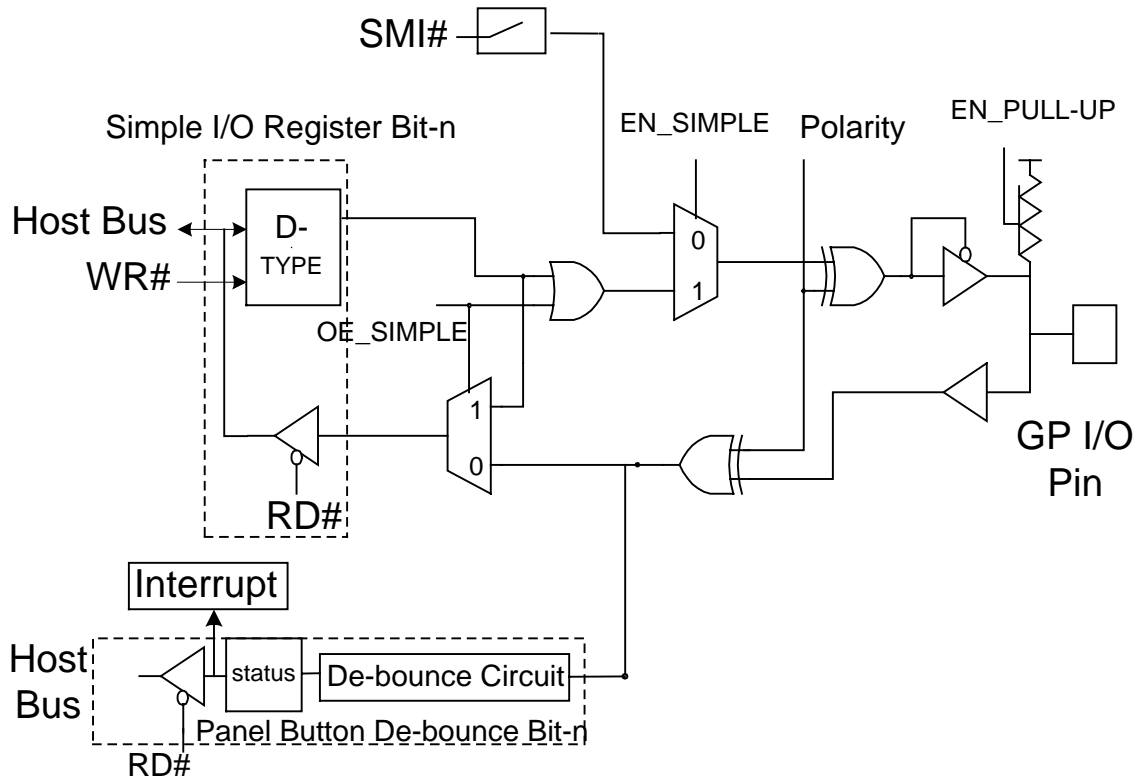 SMI#
Simple I/O Register Bit-n
EN_SIMPLE
Polarity
EN_PULL-UP
Host Bus
WR#
D-
TYPE
0
1
OE_SIMPLE
1
0
RD#
GP I/O
Pin
Interrupt
Host
Bus
status
De-bounce Circuit
Panel Button De-bounce Bit-n
RD#